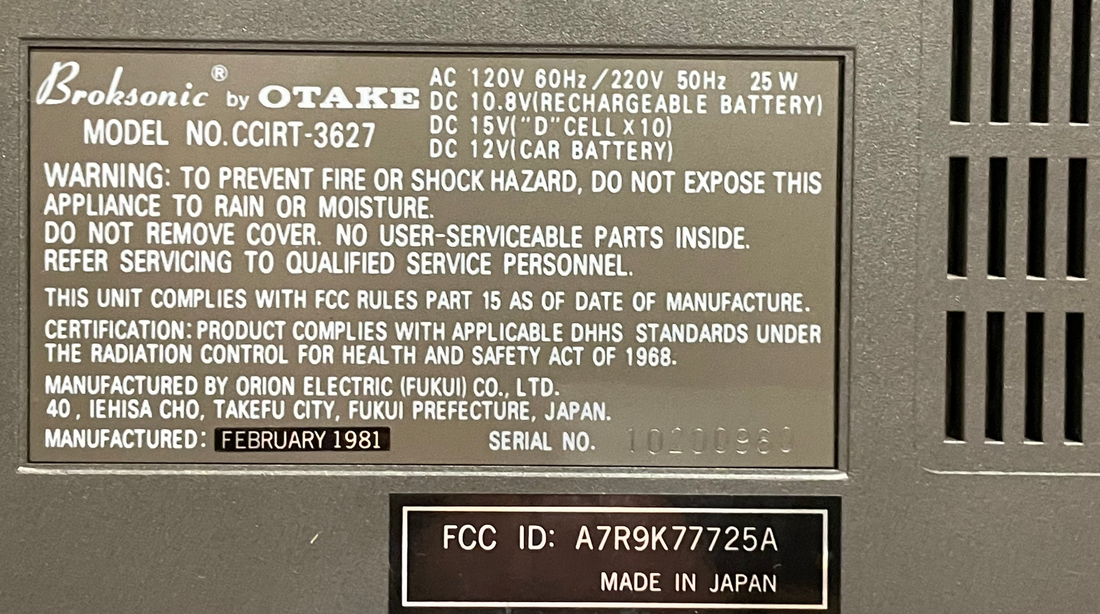 Broksonic ® by OTAKE
MODEL NO. CCIRT-3627
AC 120V 60Hz/220V 50Hz 25W
DC 10.8V(RECHARGEABLE BATTERY)
DC 15V("D"CELL X 10)
DC 12V(CAR BATTERY)
WARNING: TO PREVENT FIRE OR SHOCK HAZARD, DO NOT EXPOSE THIS
APPLIANCE TO RAIN OR MOISTURE.
DO NOT REMOVE COVER. NO USER-SERVICEABLE PARTS INSIDE.
REFER SERVICING TO QUALIFIED SERVICE PERSONNEL.
THIS UNIT COMPLIES WITH FCC RULES PART 15 AS OF DATE OF MANUFACTURE.
CERTIFICATION: PRODUCT COMPLIES WITH APPLICABLE DHHS STANDARDS UNDER
THE RADIATION CONTROL FOR HEALTH AND SAFETY ACT OF 1968.
MANUFACTURED BY ORION ELECTRIC (FUKUI) CO., LTD.
40, IEHISA CHO, TAKEFU CITY, FUKUI PREFECTURE, JAPAN.
MANUFACTURED: FEBRUARY 1981 SERIAL NO.
FCC ID: A7R9K77725A
MADE IN JAPAN